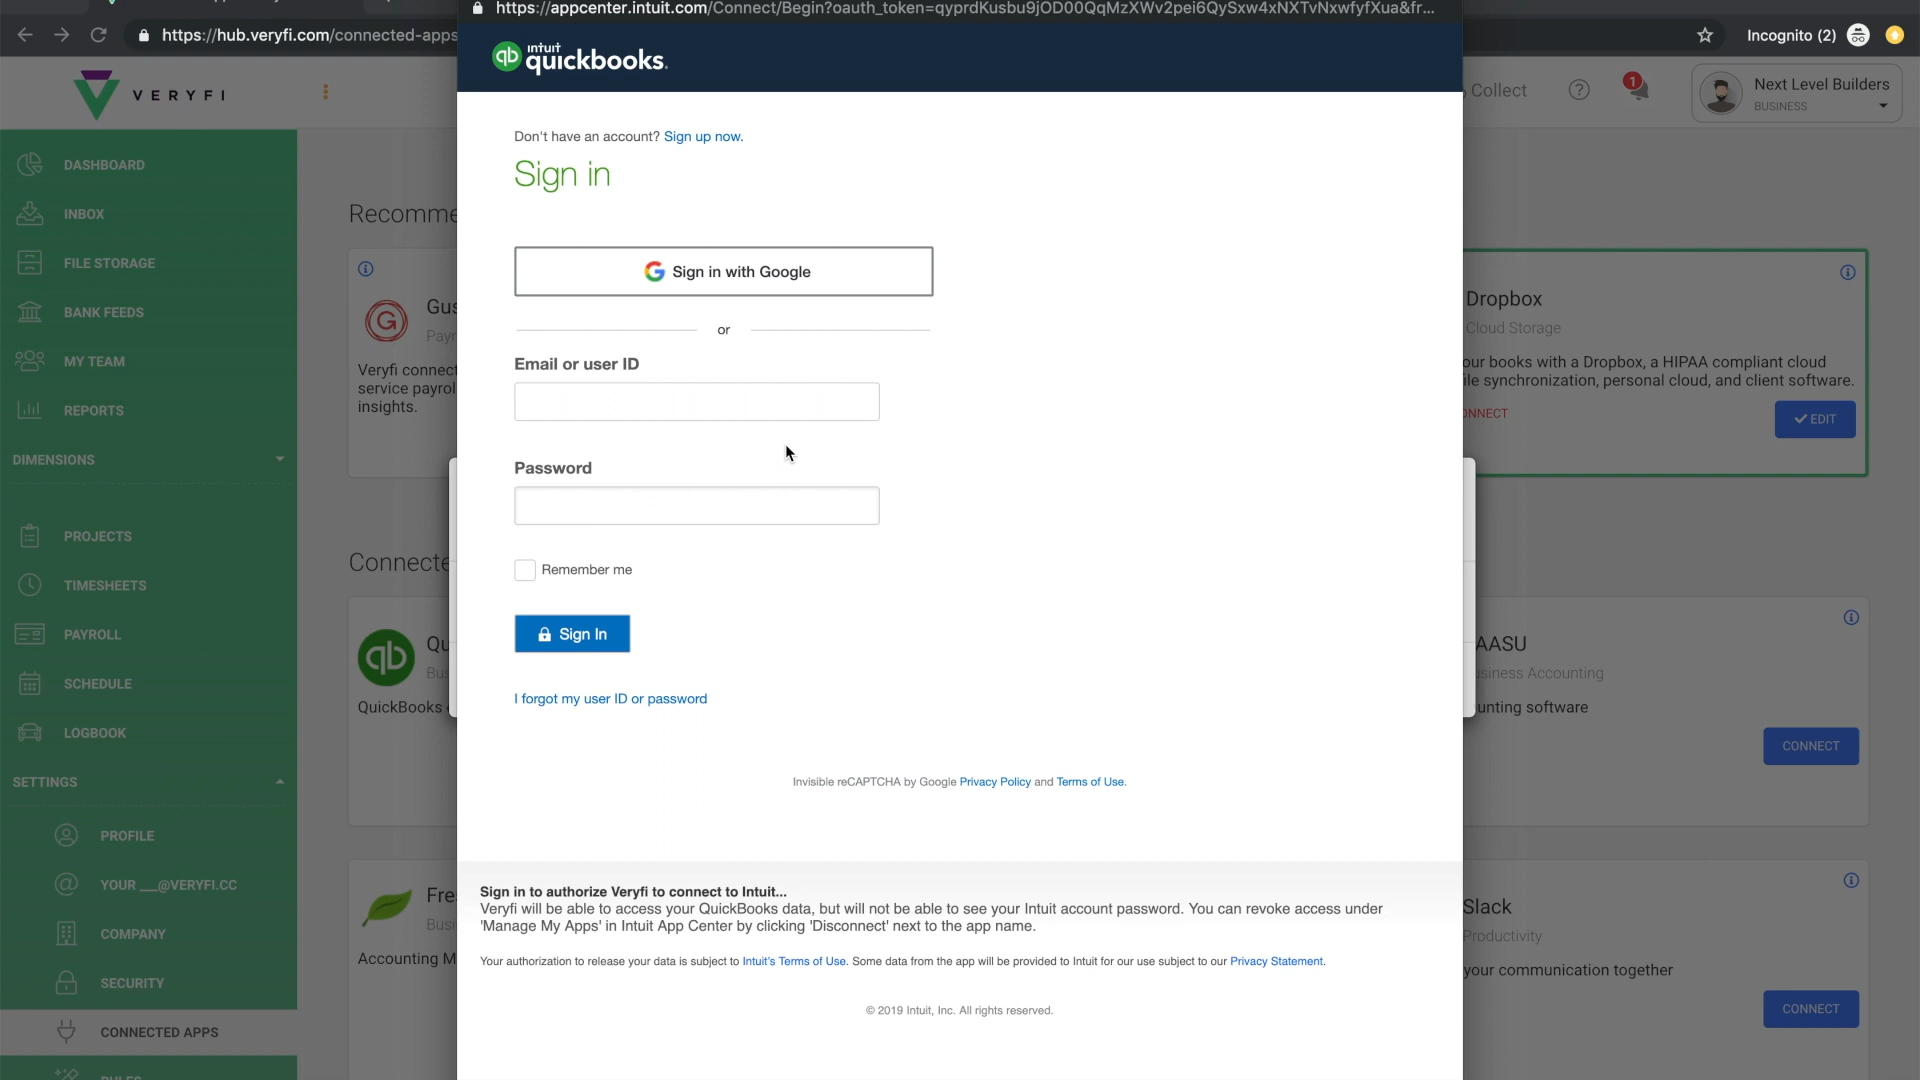 https://appcenter.intuit.com/Connect/Begin?oauth_token=qyprdKusbu9jOD00QqMzXWv2pei6QySxw4xNXTvNxwfyfXua&fr...
https://hub.veryfi.com/connected-apps
Incognito (2)
VERYFI
intuit
quickbooks.
Collect
1
Next Level Builders
BUSINESS
DASHBOARD
INBOX
FILE STORAGE
BANK FEEDS
MY TEAM
REPORTS
DIMENSIONS
PROJECTS
TIMESHEETS
PAYROLL
SCHEDULE
LOGBOOK
SETTINGS
PROFILE
YOUR __@VERYFI.CC
COMPANY
SECURITY
CONNECTED APPS
Recomme
Gus
Payr
Veryfi connect
service payrol
insights.
Connecte
Qu
Bus
QuickBooks
Fre
Busi
Accounting M
Don't have an account? Sign up now.
Sign in
Sign in with Google
or
Email or user ID
Password
Remember me
Sign In
I forgot my user ID or password
Invisible reCAPTCHA by Google Privacy Policy and Terms of Use.
Sign in to authorize Veryfi to connect to Intuit...
Veryfi will be able to access your QuickBooks data, but will not be able to see your Intuit account password. You can revoke access under
'Manage My Apps' in Intuit App Center by clicking 'Disconnect' next to the app name.
Your authorization to release your data is subject to Intuit's Terms of Use. Some data from the app will be provided to Intuit for our use subject to our Privacy Statement.
© 2019 Intuit, Inc. All rights reserved.
Dropbox
Cloud Storage
our books with a Dropbox, a HIPAA compliant cloud
ile synchronization, personal cloud, and client software.
ONNECT
EDIT
AASU
siness Accounting
unting software
CONNECT
Slack
Productivity
your communication together
CONNECT